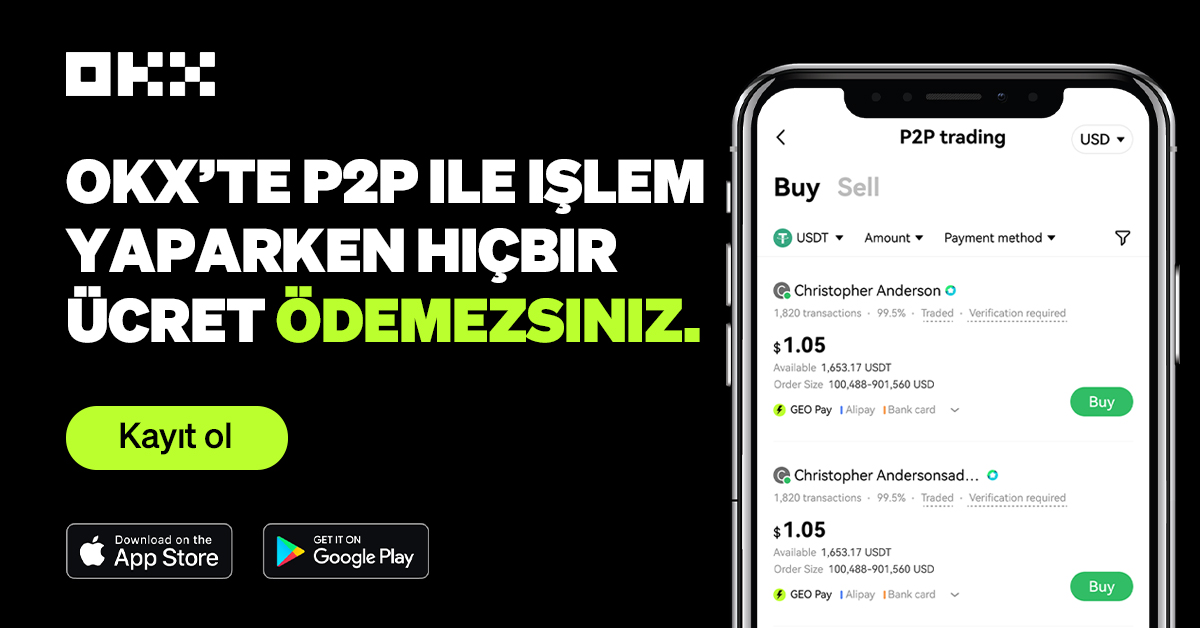 OKX
OKX'TE P2P ILE IŞLEM
YAPARKEN HIÇBIR
ÜCRET ÖDEMEZSINIZ.
Kayıt ol
Download on the
App Store
GET IT ON
Google Play
P2P trading
USD
Buy Sell
USDT Amount Payment method
C Christopher Anderson
1,820 transactions · 99.5% · Traded · Verification required
$ 1.05
Available 1,653.17 USDT
Order Size 100,488-901,560 USD
GEO Pay Alipay Bank card
Buy
C Christopher Andersonsad...
1,820 transactions · 99.5% · Traded · Verification required
$ 1.05
Available 1,653.17 USDT
Order Size 100,488-901,560 USD
GEO Pay Alipay Bank card
Buy